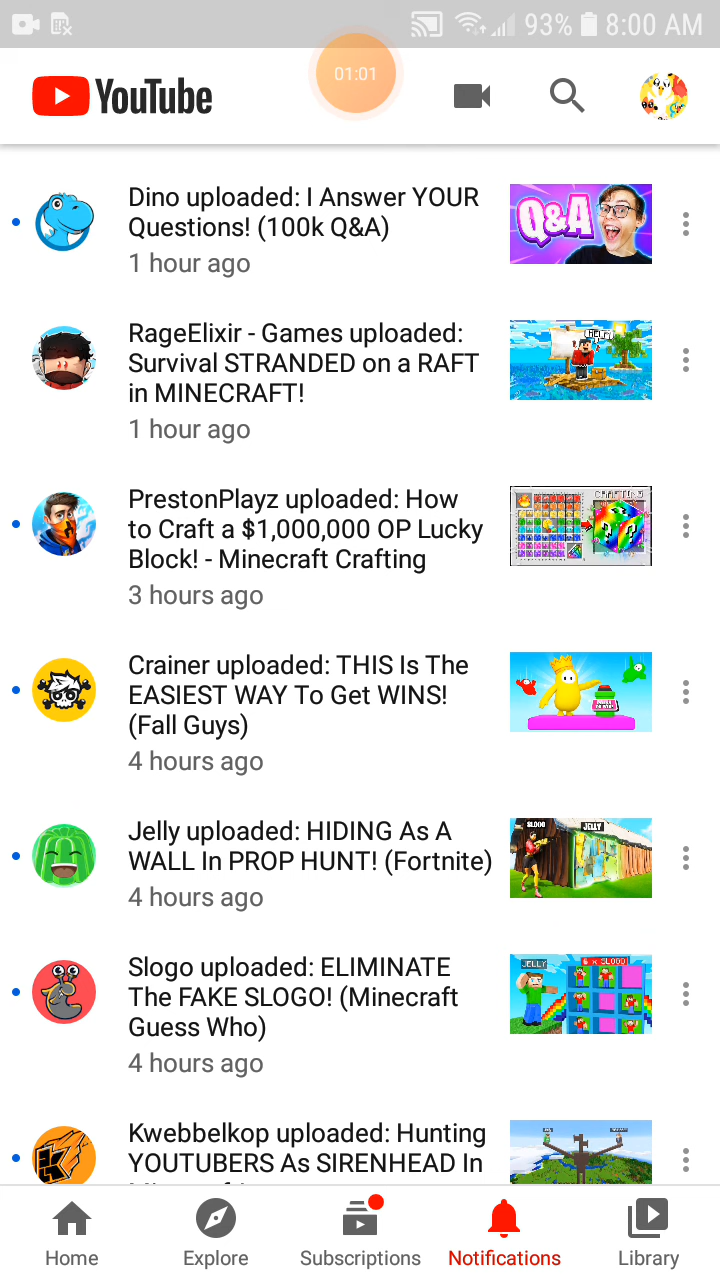 93% 8:00 AM
YouTube
01:01
Dino uploaded: I Answer YOUR
Questions! (100k Q&A)
1 hour ago
Q&A
RageElixir - Games uploaded:
Survival STRANDED on a RAFT
in MINECRAFT!
1 hour ago
HELP!
PrestonPlayz uploaded: How
to Craft a $1,000,000 OP Lucky
Block! - Minecraft Crafting
3 hours ago
CRAFTING
Crainer uploaded: THIS Is The
EASIEST WAY To Get WINS!
(Fall Guys)
4 hours ago
Jelly uploaded: HIDING As A
WALL In PROP HUNT! (Fortnite)
4 hours ago
SLOGO
JELLY
Slogo uploaded: ELIMINATE
The FAKE SLOGO! (Minecraft
Guess Who)
4 hours ago
JELLY
6 x SLOGO!
Kwebbelkop uploaded: Hunting
YOUTUBERS As SIRENHEAD In
Home
Explore
Subscriptions
Notifications
Library